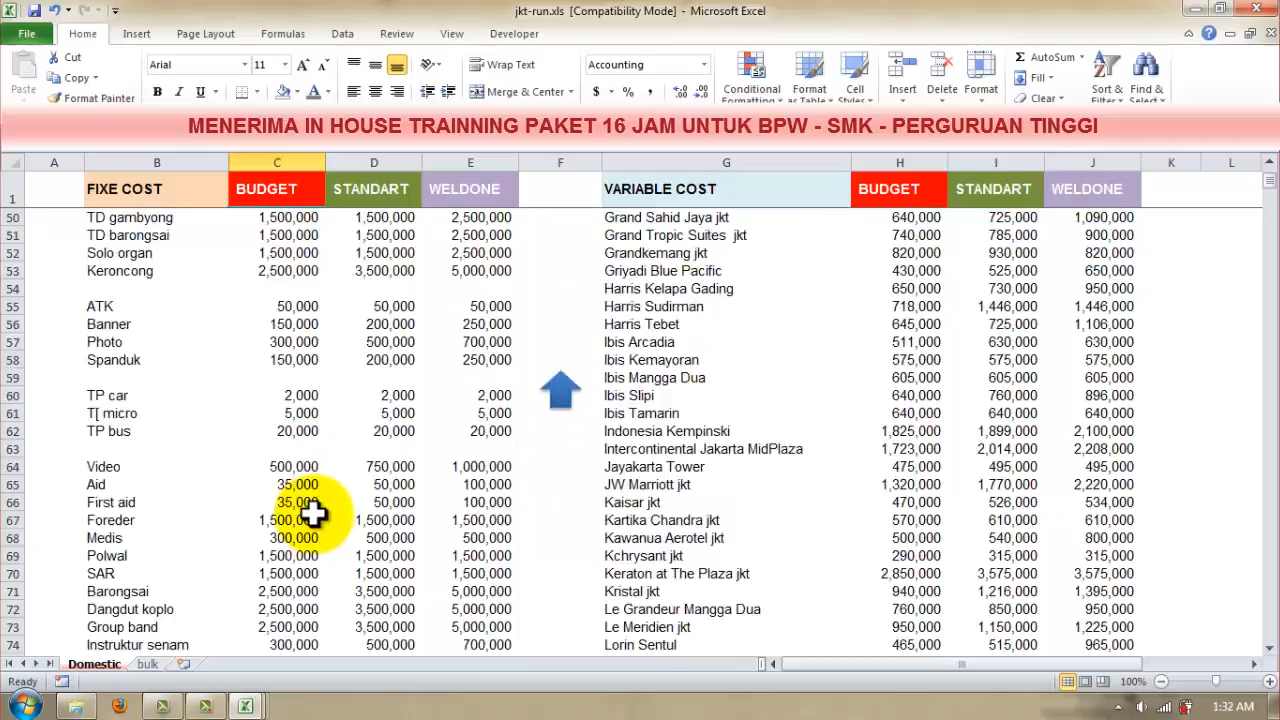 jkt-run.xls [Compatibility Mode] - Microsoft Excel
File Home Insert Page Layout Formulas Data Review View Developer
Paste Cut Copy Format Painter
Arial 11 A A B I U A
Wrap Text Merge & Center
Accounting $ % ,
Conditional Formatting Format as Table Cell Styles Insert Delete Format
Σ AutoSum Fill Clear Sort & Filter Find & Select
MENERIMA IN HOUSE TRAINNING PAKET 16 JAM UNTUK BPW - SMK - PERGURUAN TINGGI
A B C D E F G H I J K L
1 FIXE COST BUDGET STANDART WELDONE VARIABLE COST BUDGET STANDART WELDONE
50 TD gambyong 1,500,000 1,500,000 2,500,000 Grand Sahid Jaya jkt 640,000 725,000 1,090,000
51 TD barongsai 1,500,000 1,500,000 2,500,000 Grand Tropic Suites jkt 740,000 785,000 900,000
52 Solo organ 1,500,000 1,500,000 2,500,000 Grandkemang jkt 820,000 930,000 820,000
53 Keroncong 2,500,000 3,500,000 5,000,000 Griyadi Blue Pacific 430,000 525,000 650,000
54 Harris Kelapa Gading 650,000 730,000 950,000
55 ATK 50,000 50,000 50,000 Harris Sudirman 718,000 1,446,000 1,446,000
56 Banner 150,000 200,000 250,000 Harris Tebet 645,000 725,000 1,106,000
57 Photo 300,000 500,000 700,000 Ibis Arcadia 511,000 630,000 630,000
58 Spanduk 150,000 200,000 250,000 Ibis Kemayoran 575,000 575,000 575,000
59 Ibis Mangga Dua 605,000 605,000 605,000
60 TP car 2,000 2,000 2,000 Ibis Slipi 640,000 760,000 896,000
61 T[ micro 5,000 5,000 5,000 Ibis Tamarin 640,000 640,000 640,000
62 TP bus 20,000 20,000 20,000 Indonesia Kempinski 1,825,000 1,899,000 2,100,000
63 Intercontinental Jakarta MidPlaza 1,723,000 2,014,000 2,208,000
64 Video 500,000 750,000 1,000,000 Jayakarta Tower 475,000 495,000 495,000
65 Aid 35,000 50,000 100,000 JW Marriott jkt 1,320,000 1,770,000 2,220,000
66 First aid 35,000 50,000 100,000 Kaisar jkt 470,000 526,000 534,000
67 Foreder 1,500,000 1,500,000 1,500,000 Kartika Chandra jkt 570,000 610,000 610,000
68 Medis 300,000 500,000 500,000 Kawanua Aerotel jkt 500,000 540,000 800,000
69 Polwal 1,500,000 1,500,000 1,500,000 Kchrysant jkt 290,000 315,000 315,000
70 SAR 1,500,000 1,500,000 1,500,000 Keraton at The Plaza jkt 2,850,000 3,575,000 3,575,000
71 Barongsai 2,500,000 3,500,000 5,000,000 Kristal jkt 940,000 1,216,000 1,395,000
72 Dangdut koplo 2,500,000 3,500,000 5,000,000 Le Grandeur Mangga Dua 760,000 850,000 950,000
73 Group band 2,500,000 3,500,000 5,000,000 Le Meridien jkt 950,000 1,150,000 1,225,000
74 Instruktur senam 300,000 500,000 700,000 Lorin Sentul 465,000 515,000 965,000
Domestic bulk
Ready 100%
1:32 AM